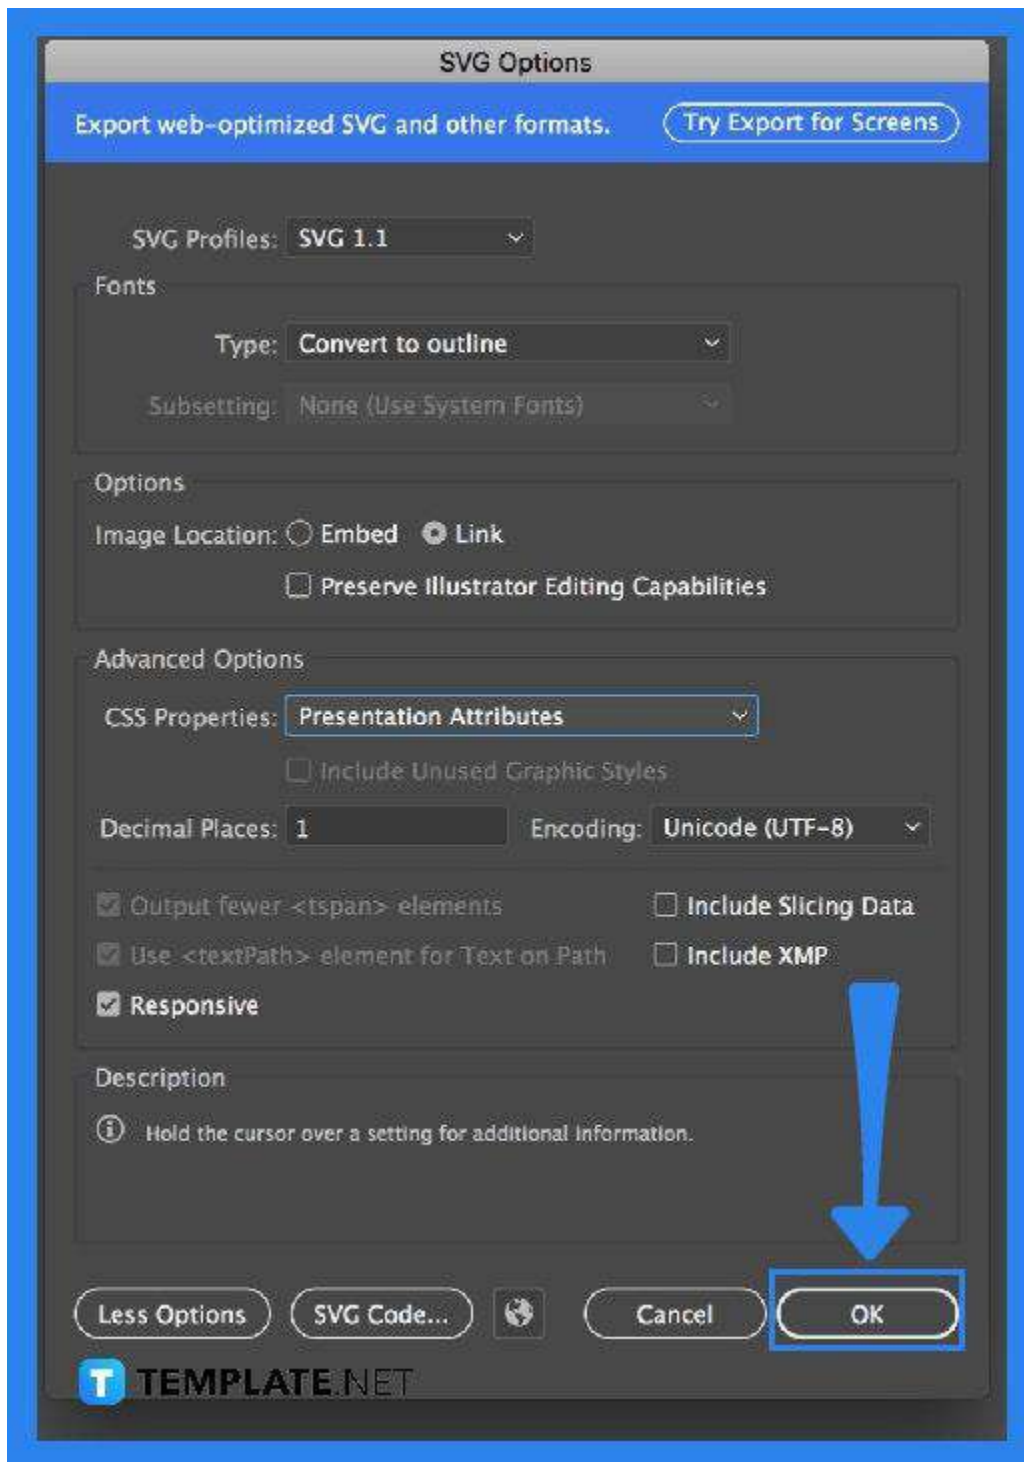 SVG Options
Export web-optimized SVG and other formats. Try Export for Screens
SVG Profiles: SVG 1.1
Fonts
Type: Convert to outline
Subsetting: None (Use System Fonts)
Options
Image Location: Embed Link
Preserve Illustrator Editing Capabilities
Advanced Options
CSS Properties: Presentation Attributes
Include Unused Graphic Styles
Decimal Places: 1 Encoding: Unicode (UTF-8)
Output fewer <tspan> elements Include Slicing Data
Use <textPath> element for Text on Path Include XMP
Responsive
Description
Hold the cursor over a setting for additional information.
Less Options SVG Code... Cancel OK
T TEMPLATE.NET